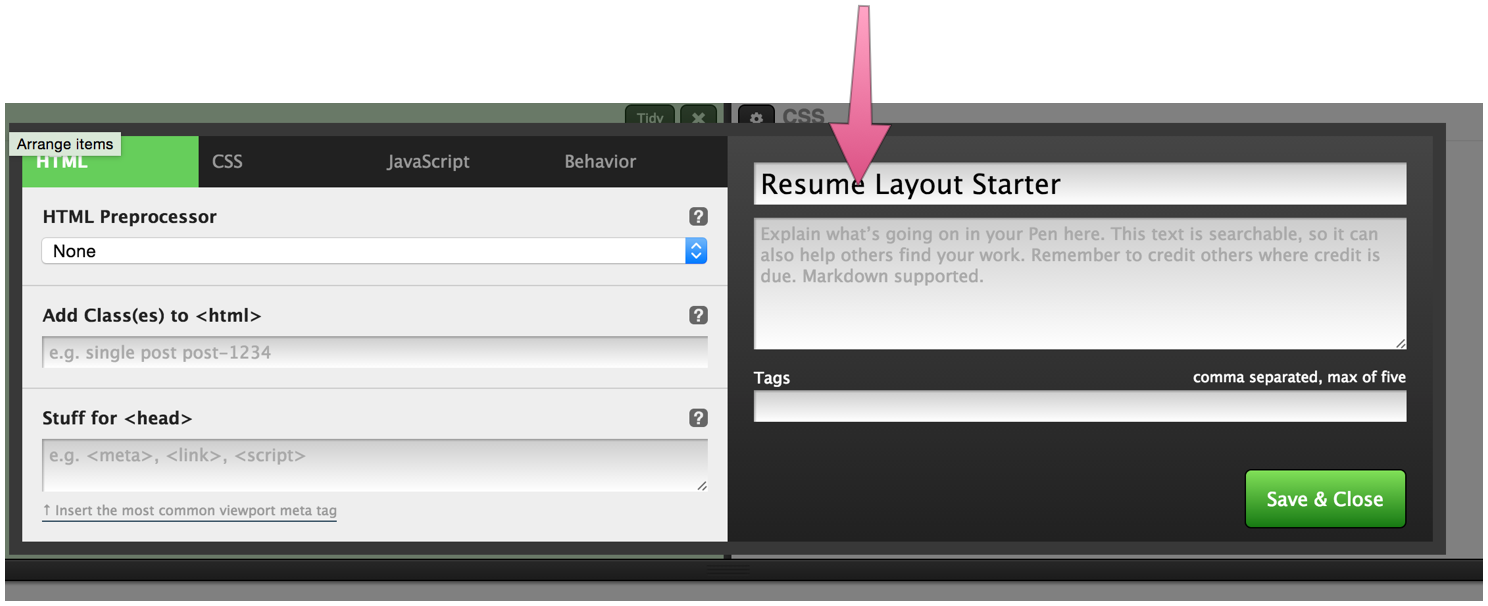 Tidy
CSS
Arrange items
HTML
CSS
JavaScript
Behavior
HTML Preprocessor
?
None
Add Class(es) to <html>
?
e.g. single post post-1234
Stuff for <head>
?
e.g. <meta>, <link>, <script>
↑ Insert the most common viewport meta tag
Resume Layout Starter
Explain what's going on in your Pen here. This text is searchable, so it can
also help others find your work. Remember to credit others where credit is
due. Markdown supported.
Tags
comma separated, max of five
Save & Close